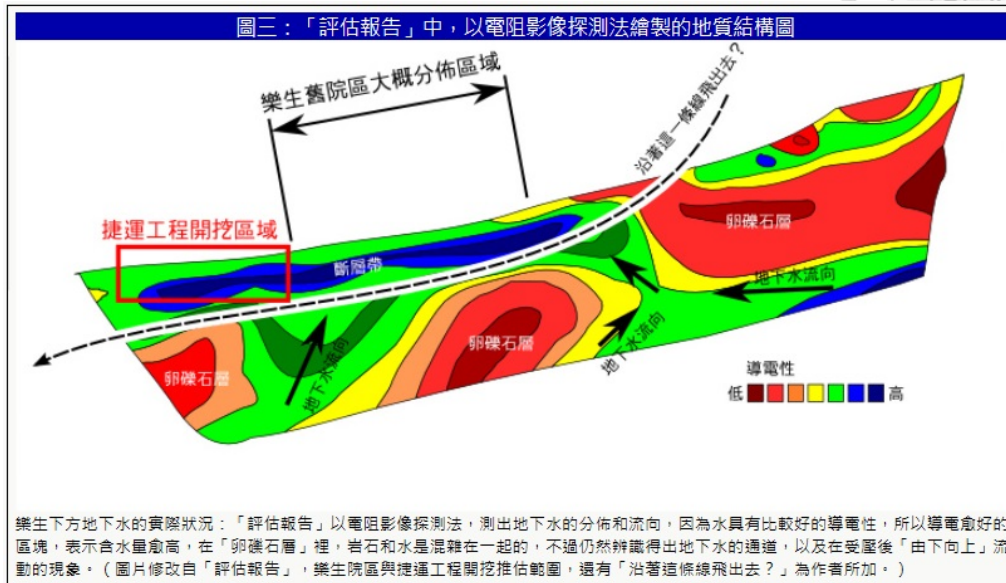 圖三：「評估報告」中，以電阻影像探測法繪製的地質結構圖
樂生舊院區大概分佈區域
沿著這一條線飛出去？
捷運工程開挖區域
斷層帶
卵礫石層
地下水流向
卵礫石層
地下水流向
卵礫石層
地下水流向
導電性
低
高
樂生下方地下水的實際狀況：「評估報告」以電阻影像探測法，測出地下水的分佈和流向，因為水具有比較好的導電性，所以導電愈好的
區塊，表示含水量愈高，在「卵礫石層」裡，岩石和水是混雜在一起的，不過仍然辨識得出地下水的通道，以及在受壓後「由下向上」流
動的現象。（圖片修改自「評估報告」，樂生院區與捷運工程開挖推估範圍，還有「沿著這條線飛出去？」為作者所加。）